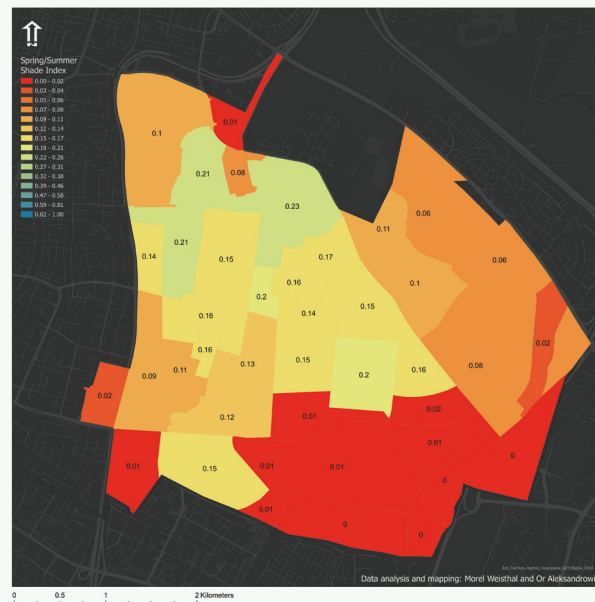 N
Spring/Summer
Shade Index
0.00 - 0.02
0.03 - 0.04
0.05 - 0.06
0.07 - 0.08
0.09 - 0.11
0.12 - 0.14
0.15 - 0.17
0.18 - 0.21
0.22 - 0.26
0.27 - 0.31
0.32 - 0.38
0.39 - 0.46
0.47 - 0.58
0.59 - 0.81
0.82 - 1.00
0.01
0.1
0.08
0.21
0.23
0.06
0.11
0.21
0.14
0.15
0.17
0.06
0.16
0.1
0.2
0.15
0.14
0.16
0.16
0.15
0.13
0.11
0.09
0.2
0.16
0.08
0.02
0.02
0.12
0.01
0.02
0.01
0.01
0.15
0.01
0.01
0
0
0.01
0
0
Data analysis and mapping: Morel Weisthal and Or Aleksandrow
0 0.5 1 2 Kilometers